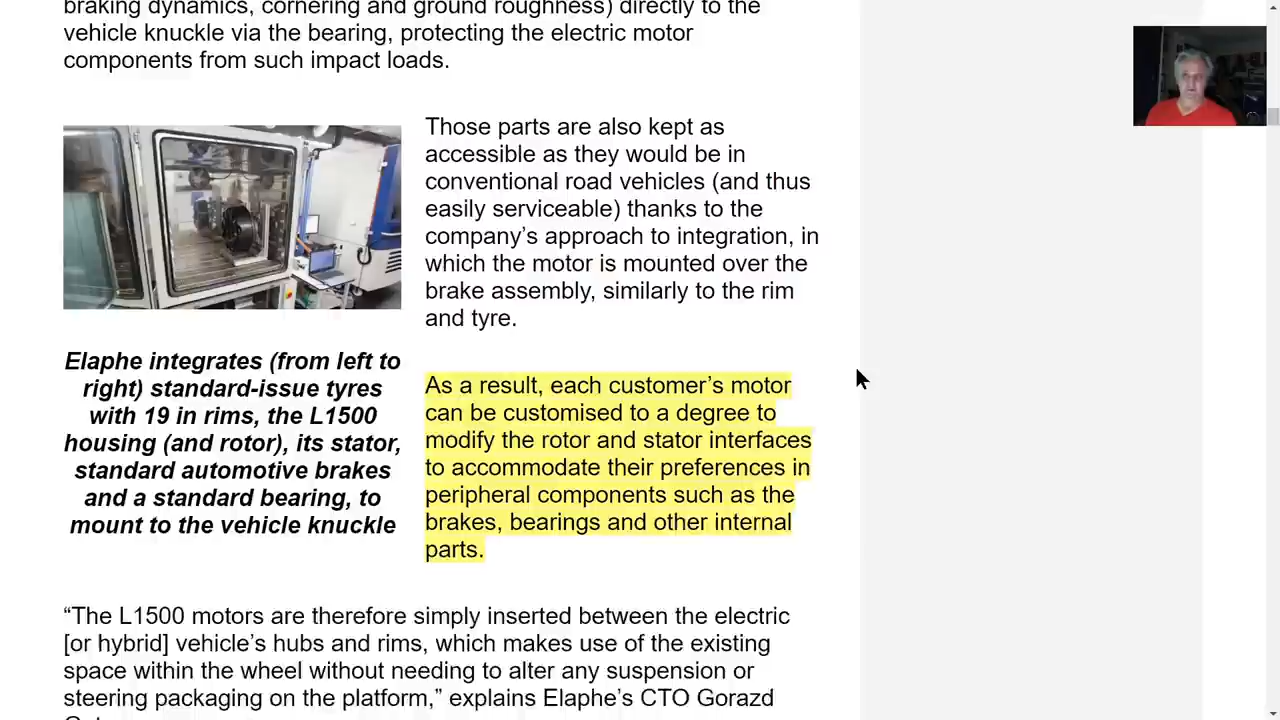 braking dynamics, cornering and ground roughness) directly to the
vehicle knuckle via the bearing, protecting the electric motor
components from such impact loads.
Those parts are also kept as
accessible as they would be in
conventional road vehicles (and thus
easily serviceable) thanks to the
company’s approach to integration, in
which the motor is mounted over the
brake assembly, similarly to the rim
and tyre.
Elaphe integrates (from left to
right) standard-issue tyres
with 19 in rims, the L1500
housing (and rotor), its stator,
standard automotive brakes
and a standard bearing, to
mount to the vehicle knuckle
As a result, each customer’s motor
can be customised to a degree to
modify the rotor and stator interfaces
to accommodate their preferences in
peripheral components such as the
brakes, bearings and other internal
parts.
“The L1500 motors are therefore simply inserted between the electric
[or hybrid] vehicle’s hubs and rims, which makes use of the existing
space within the wheel without needing to alter any suspension or
steering packaging on the platform,” explains Elaphe’s CTO Gorazd